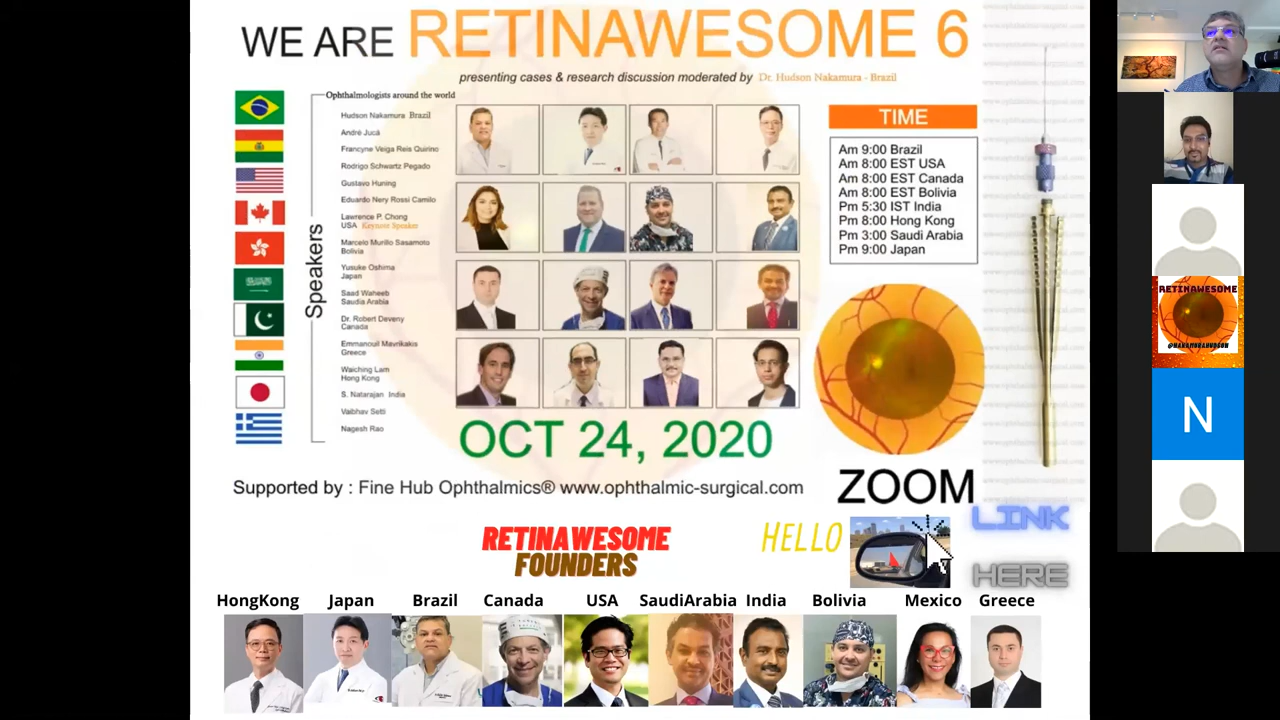 WE ARE RETINAWESOME 6
presenting cases & research discussion moderated by Dr. Hudson Nakamura - Brazil
Ophthalmologists around the world
Speakers
Hudson Nakamura Brazil
André Jucá
Francyne Veiga Reis Quirino
Rodrigo Schwartz Pegado
Gustavo Huning
Eduardo Nery Rossi Camilo
Lawrence P. Chong
USA Keynote Speaker
Marcelo Murillo Sasamoto
Bolivia
Yusuke Oshima
Japan
Saad Waheeb
Saudia Arabia
Dr. Robert Deveny
Canada
Emmanouil Mavrikakis
Greece
Waiching Lam
Hong Kong
S. Natarajan India
Vaibhav Setti
Nagesh Rao
TIME
Am 9:00 Brazil
Am 8:00 EST USA
Am 8:00 EST Canada
Am 8:00 EST Bolivia
Pm 5:30 IST India
Pm 8:00 Hong Kong
Pm 3:00 Saudi Arabia
Pm 9:00 Japan
OCT 24, 2020
Supported by : Fine Hub Ophthalmics® www.ophthalmic-surgical.com
ZOOM
RETINAWESOME
FOUNDERS
HELLO
LINK
HERE
HongKong Japan Brazil Canada USA SaudiArabia India Bolivia Mexico Greece
RETINAWESOME
@NAKAMURAHUDSON
N